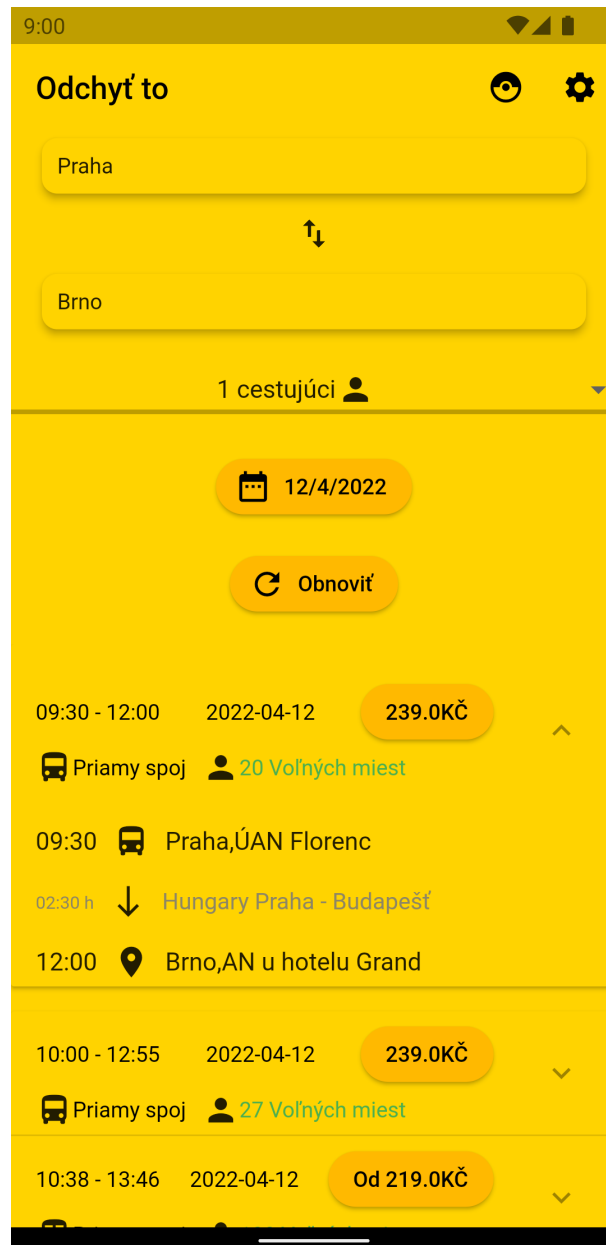 9:00
Odchyť to
Praha
Brno
1 cestujúci
12/4/2022
Obnoviť
09:30 - 12:00 2022-04-12 239.0KČ
Priamy spoj 20 Voľných miest
09:30 Praha,ÚAN Florenc
02:30 h Hungary Praha - Budapešť
12:00 Brno,AN u hotelu Grand
10:00 - 12:55 2022-04-12 239.0KČ
Priamy spoj 27 Voľných miest
10:38 - 13:46 2022-04-12 Od 219.0KČ